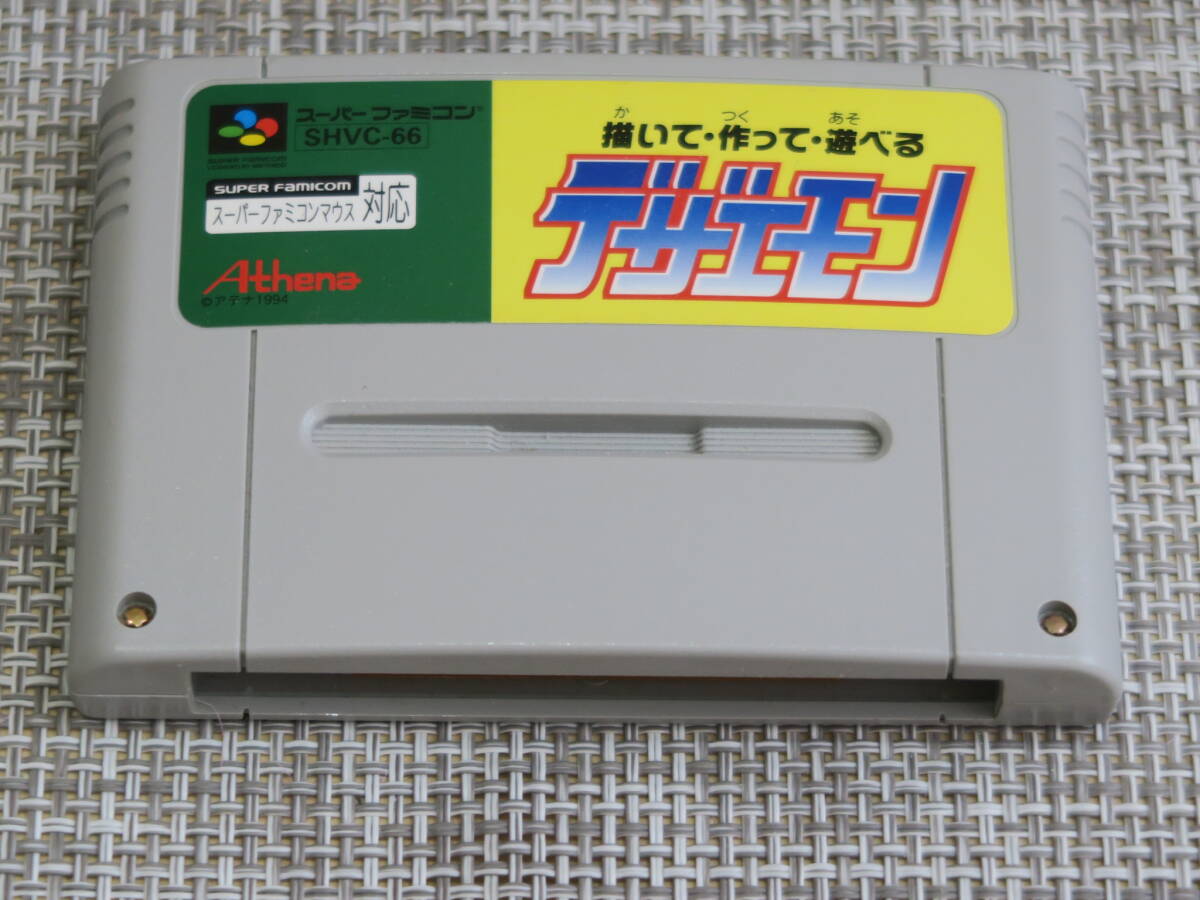 スーパーファミコン
SHVC-66
SUPER FAMICOM
SUPER FAMICOM
スーパーファミコンマウス 対応
Athena
©アテナ1994
か つく あそ
描いて・作って・遊べる
デザエモン